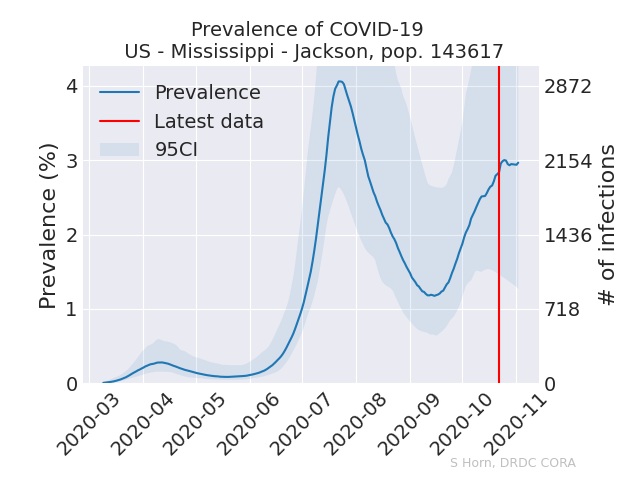 Prevalence of COVID-19
US - Mississippi - Jackson, pop. 143617
Prevalence
Latest data
95CI
Prevalence (%)
4
3
2
1
0
2872
2154
1436
718
0
# of infections
2020-03
2020-04
2020-05
2020-06
2020-07
2020-08
2020-09
2020-10
2020-11
S Horn, DRDC CORA